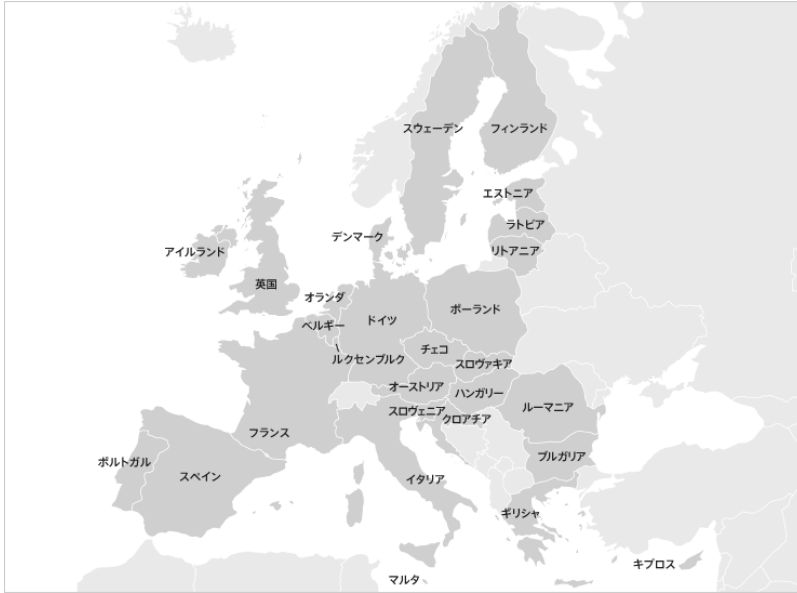 スウェーデン
フィンランド
エストニア
ラトビア
リトアニア
デンマーク
アイルランド
英国
オランダ
ベルギー
ドイツ
ポーランド
ルクセンブルク
チェコ
スロヴァキア
オーストリア
ハンガリー
スロヴェニア
クロアチア
ルーマニア
フランス
ブルガリア
ポルトガル
スペイン
イタリア
ギリシャ
キプロス
マルタ